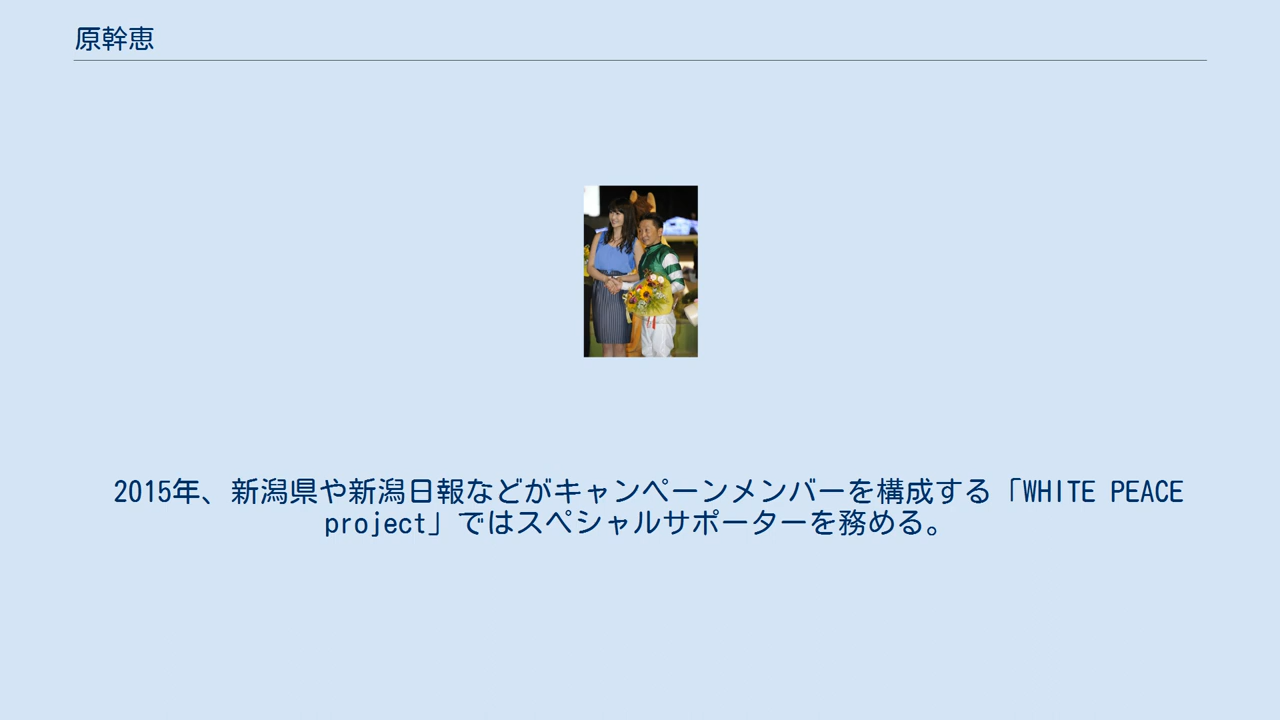 原幹恵
2015年、新潟県や新潟日報などがキャンペーンメンバーを構成する「WHITE PEACE
project」ではスペシャルサポーターを務める。